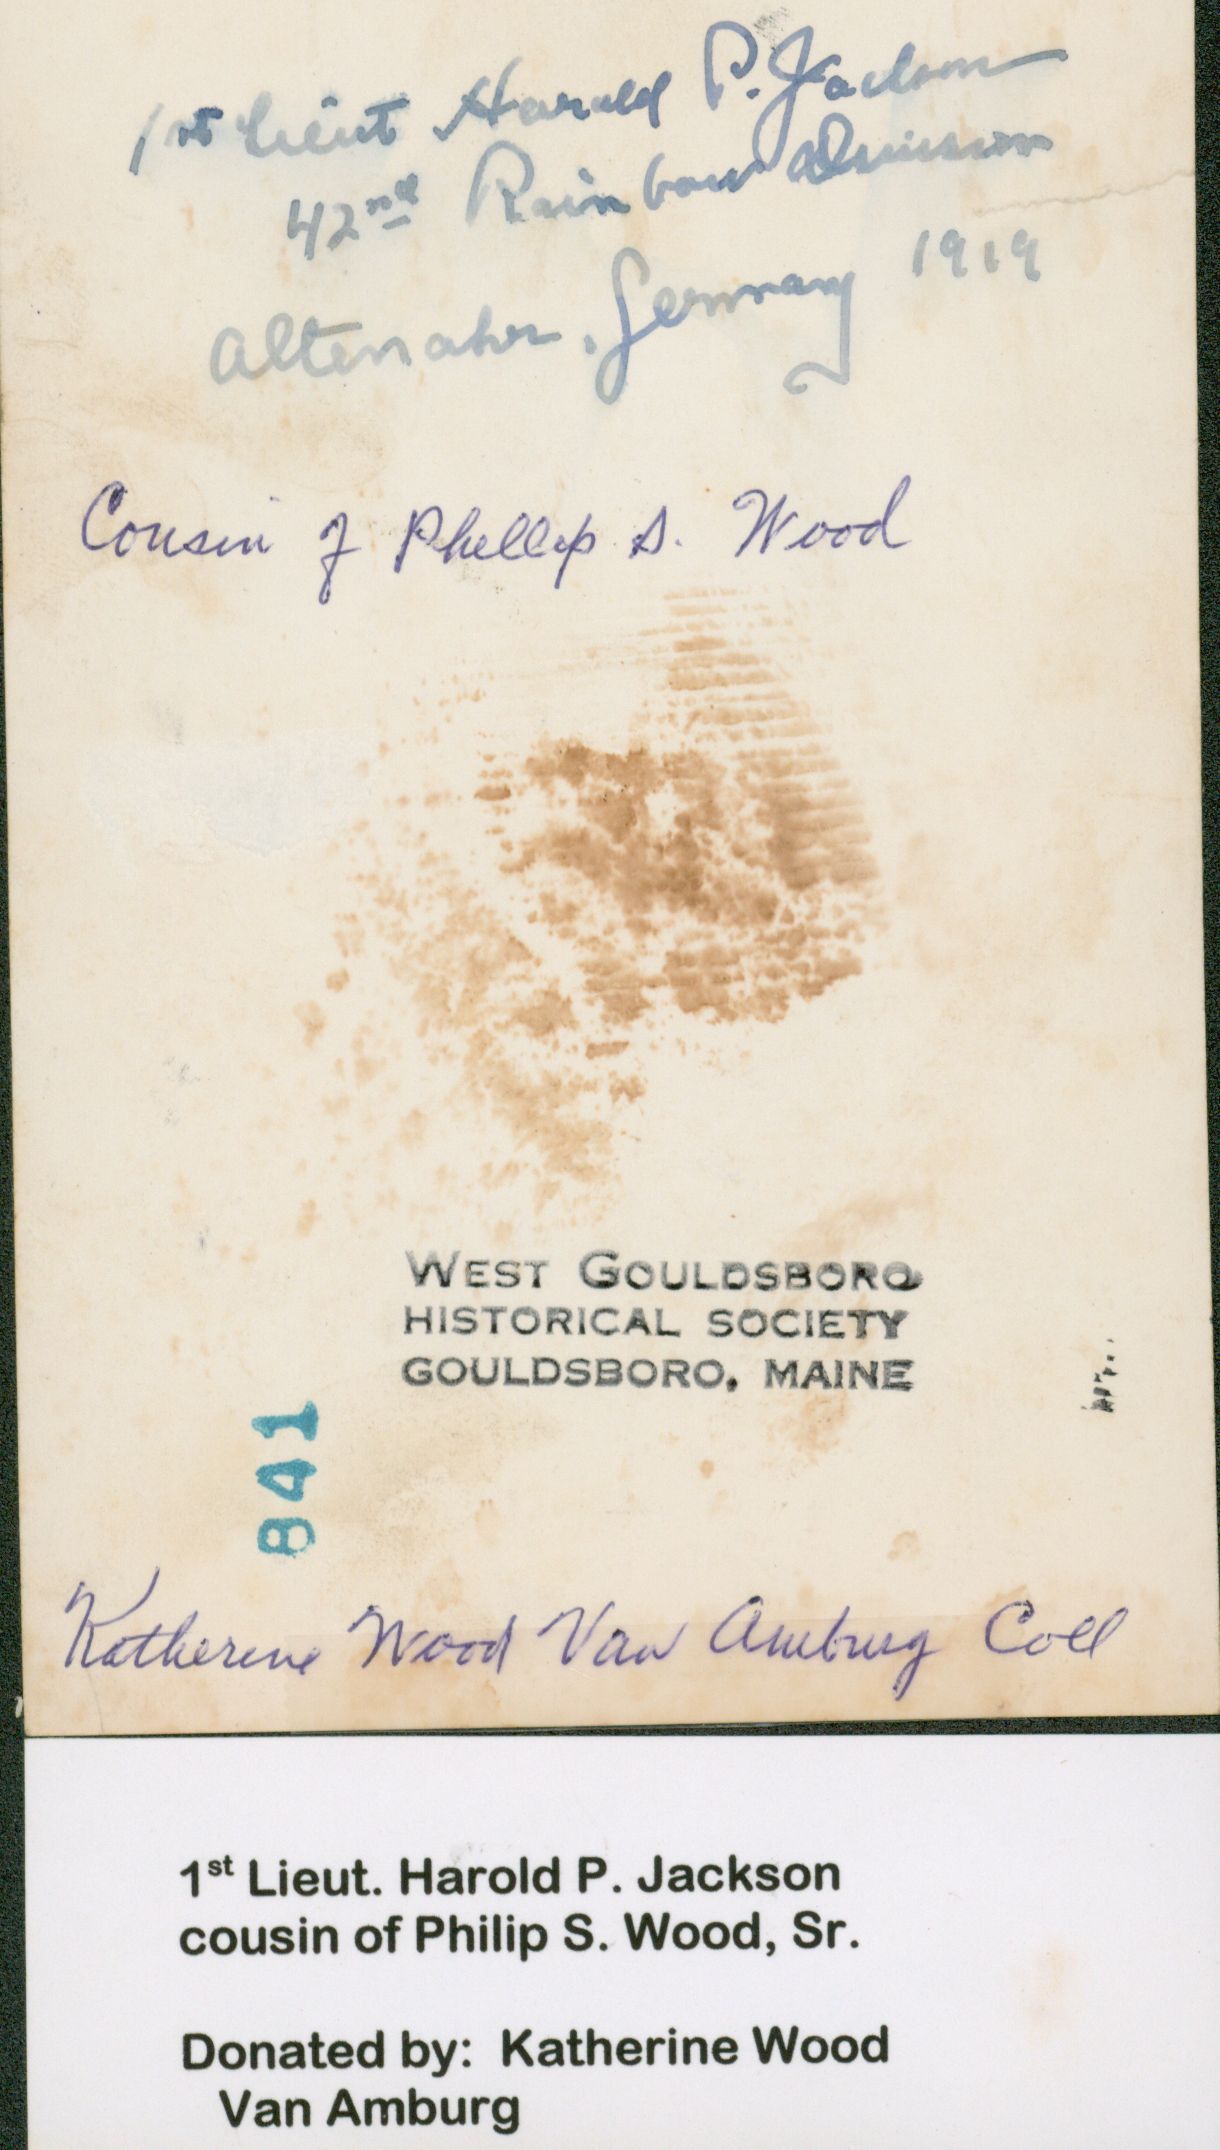 1st Lieut Harold P. Jackson
42nd Rainbow Division
Altenahr, Germany 1919
Cousin of Phellip S. Wood
WEST GOULDSBORO
HISTORICAL SOCIETY
GOULDSBORO, MAINE
841
Katherine Wood Van Amburg Coll
1st Lieut. Harold P. Jackson
cousin of Philip S. Wood, Sr.
Donated by: Katherine Wood
Van Amburg